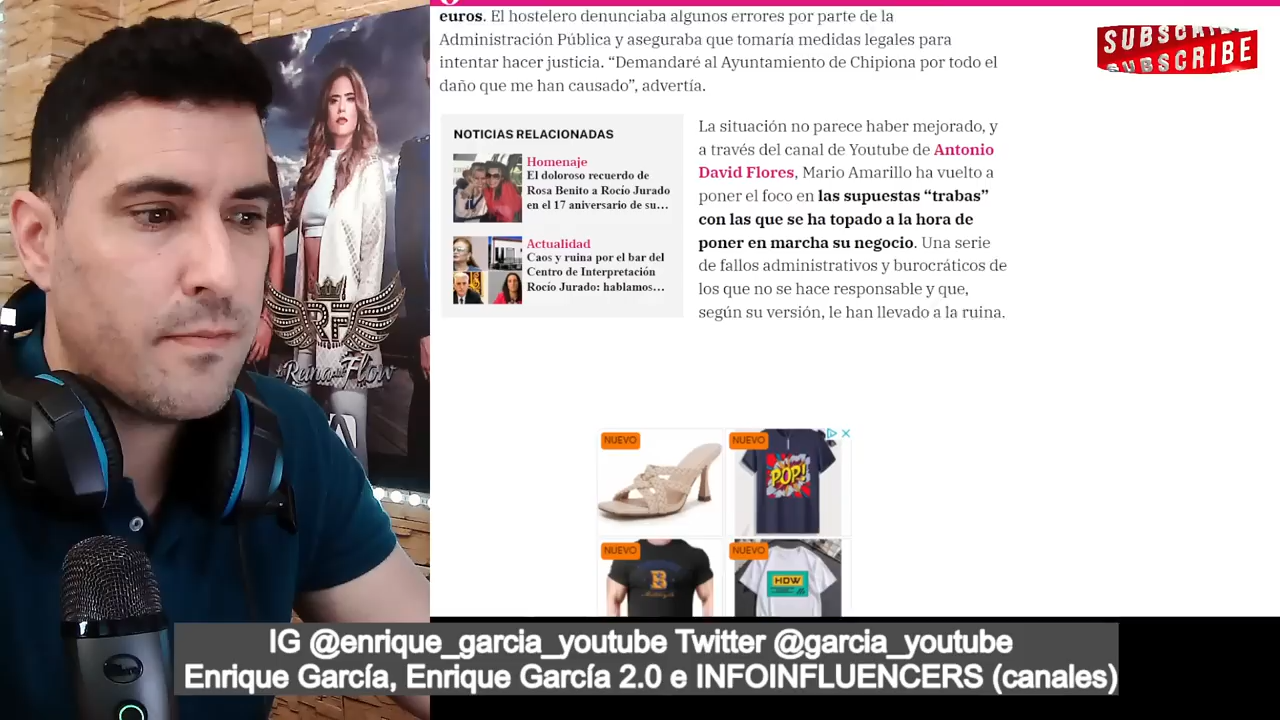 euros. El hostelero denunciaba algunos errores por parte de la
Administración Pública y aseguraba que tomaría medidas legales para
intentar hacer justicia. “Demandaré al Ayuntamiento de Chipiona por todo el
daño que me han causado”, advertía.
SUBSCRIBE
SUBSCRIBE
NOTICIAS RELACIONADAS
Homenaje
El doloroso recuerdo de
Rosa Benito a Rocío Jurado
en el 17 aniversario de su...
Actualidad
Caos y ruina por el bar del
Centro de Interpretación
Rocío Jurado: hablamos...
La situación no parece haber mejorado, y
a través del canal de Youtube de Antonio
David Flores, Mario Amarillo ha vuelto a
poner el foco en las supuestas “trabas”
con las que se ha topado a la hora de
poner en marcha su negocio. Una serie
de fallos administrativos y burocráticos de
los que no se hace responsable y que,
según su versión, le han llevado a la ruina.
RF
La Runa del Flow
NUEVO
NUEVO
POP!
NUEVO
B
NUEVO
HDW
IG @enrique_garcia_youtube Twitter @garcia_youtube
Enrique García, Enrique García 2.0 e INFOINFLUENCERS (canales)